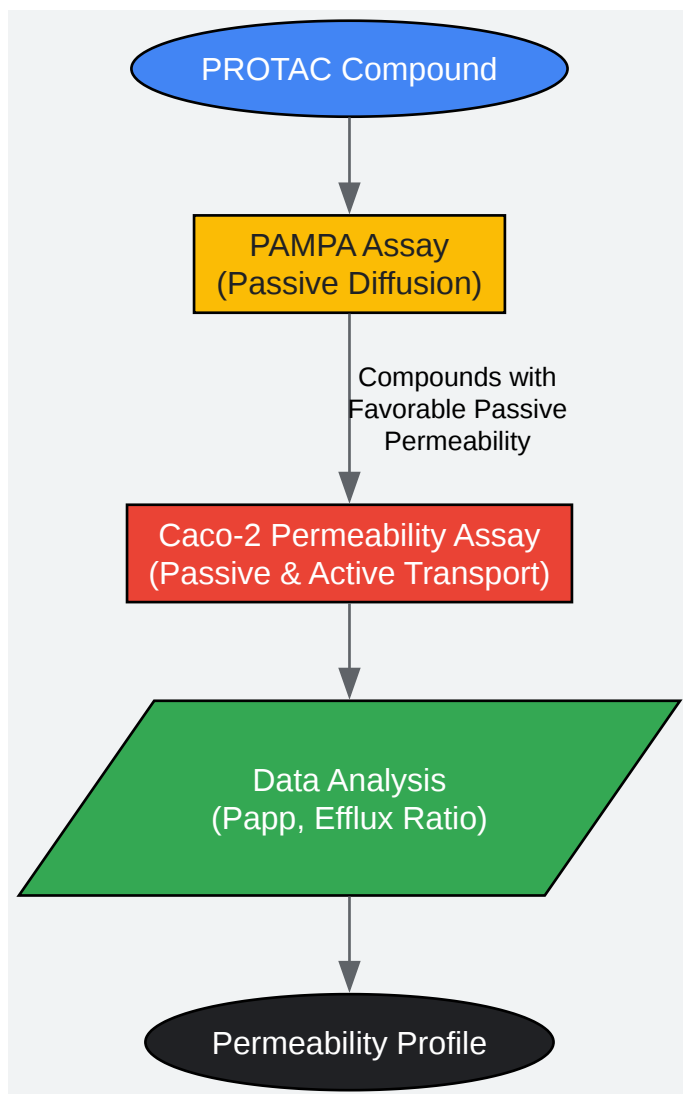 PROTAC Compound
PAMPA Assay
(Passive Diffusion)
Compounds with
Favorable Passive
Permeability
Caco-2 Permeability Assay
(Passive & Active Transport)
Data Analysis
(Papp, Efflux Ratio)
Permeability Profile